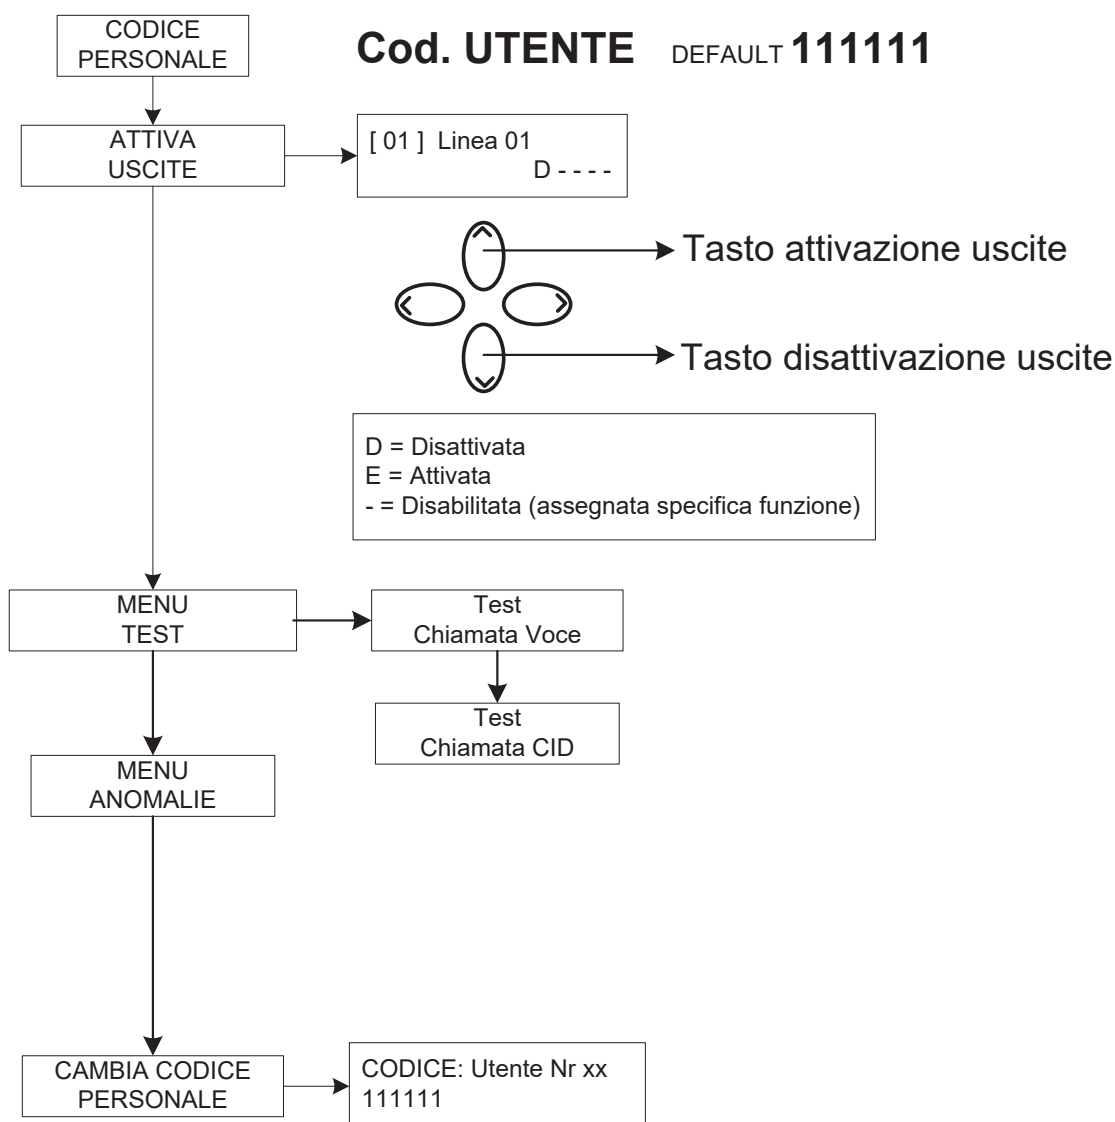 CODICE
PERSONALE
Cod. UTENTE DEFAULT 111111
ATTIVA
USCITE
[ 01 ] Linea 01
D - - - -
Tasto attivazione uscite
Tasto disattivazione uscite
D = Disattivata
E = Attivata
- = Disabilitata (assegnata specifica funzione)
MENU
TEST
Test
Chiamata Voce
Test
Chiamata CID
MENU
ANOMALIE
CAMBIA CODICE
PERSONALE
CODICE: Utente Nr xx
111111